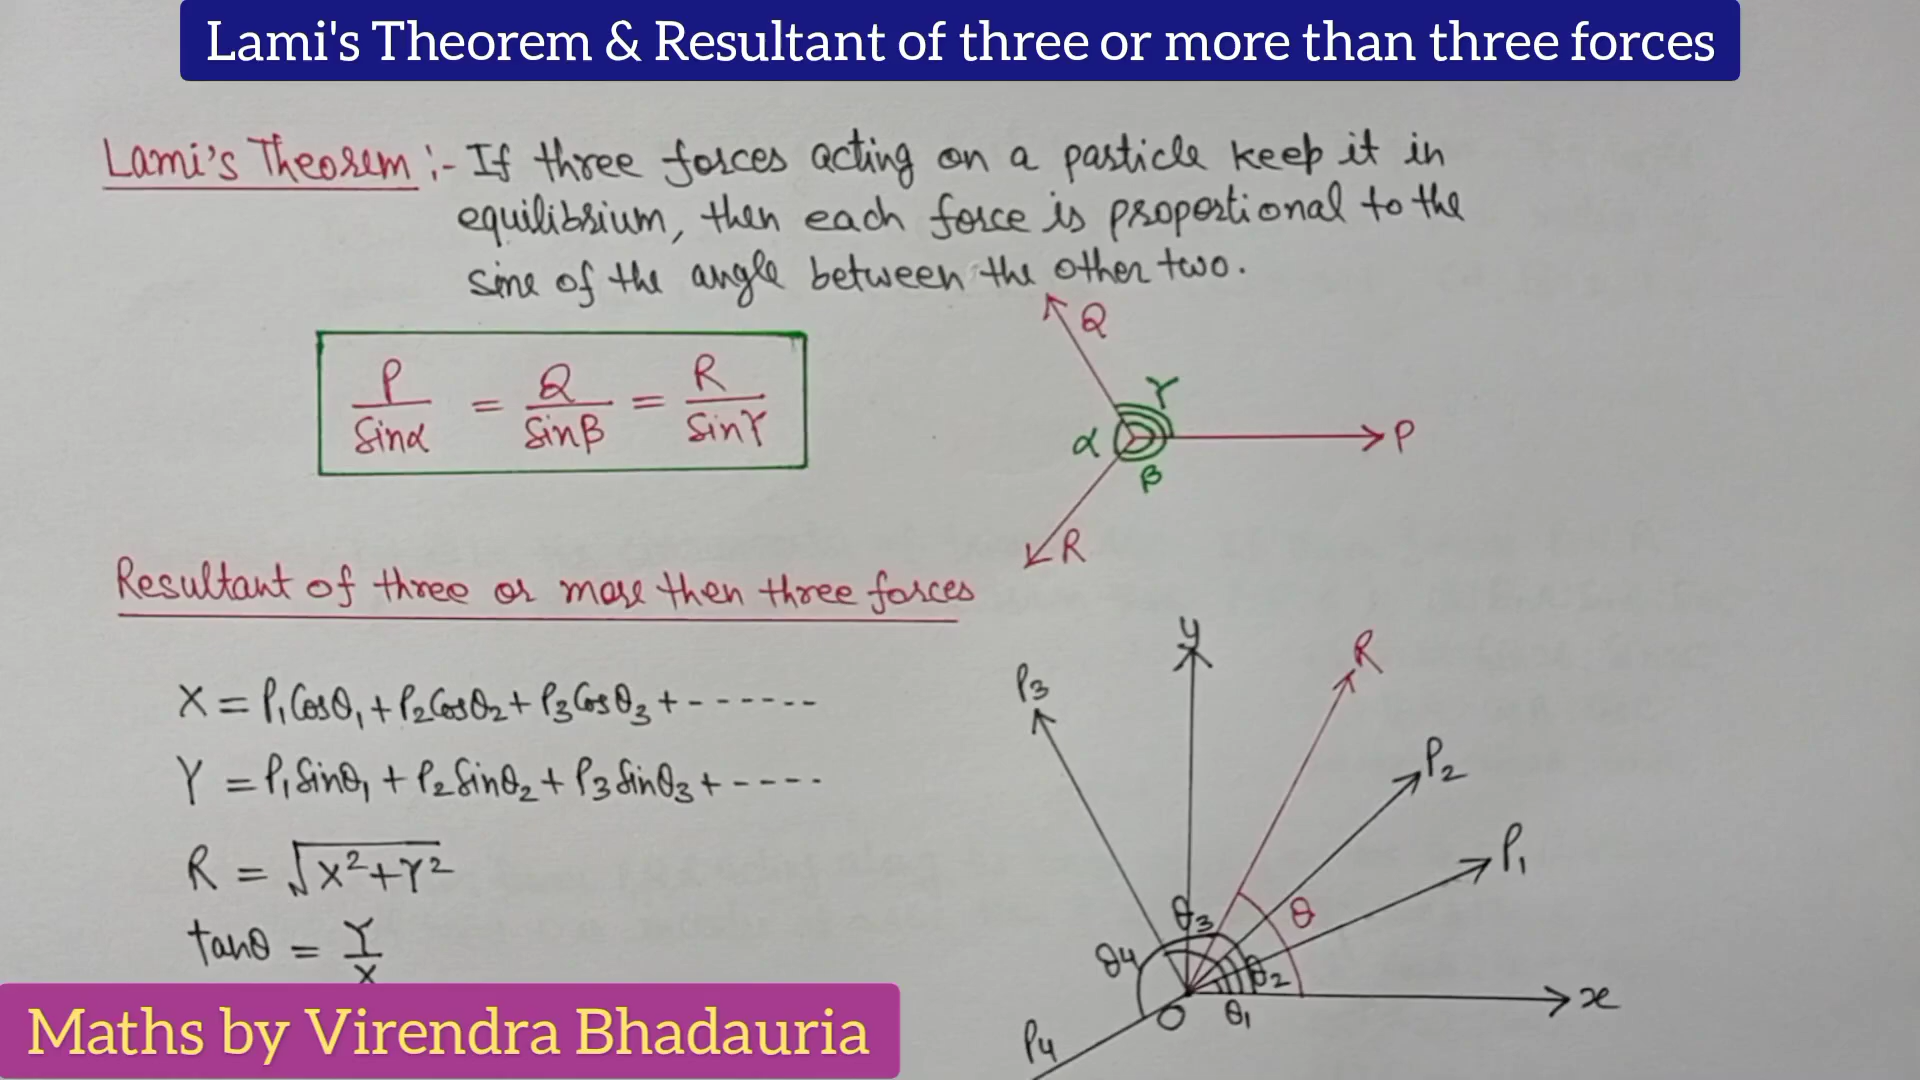 Lami's Theorem & Resultant of three or more than three forces
Lami's Theorem :- If three forces acting on a particle keep it in
equilibrium, then each force is proportional to the
sine of the angle between the other two.
P/Sinα = Q/Sinβ = R/Sinγ
Q
γ
α
P
β
R
Resultant of three or more then three forces
X = P₁Cosθ₁ + P₂Cosθ₂ + P₃Cosθ₃ + ------
Y = P₁Sinθ₁ + P₂Sinθ₂ + P₃Sinθ₃ + ----
R = √X²+Y²
tanθ = Y/X
y
R
P₃
P₂
P₁
θ
θ₃
θ₄
θ₂
x
O
θ₁
P₄
Maths by Virendra Bhadauria